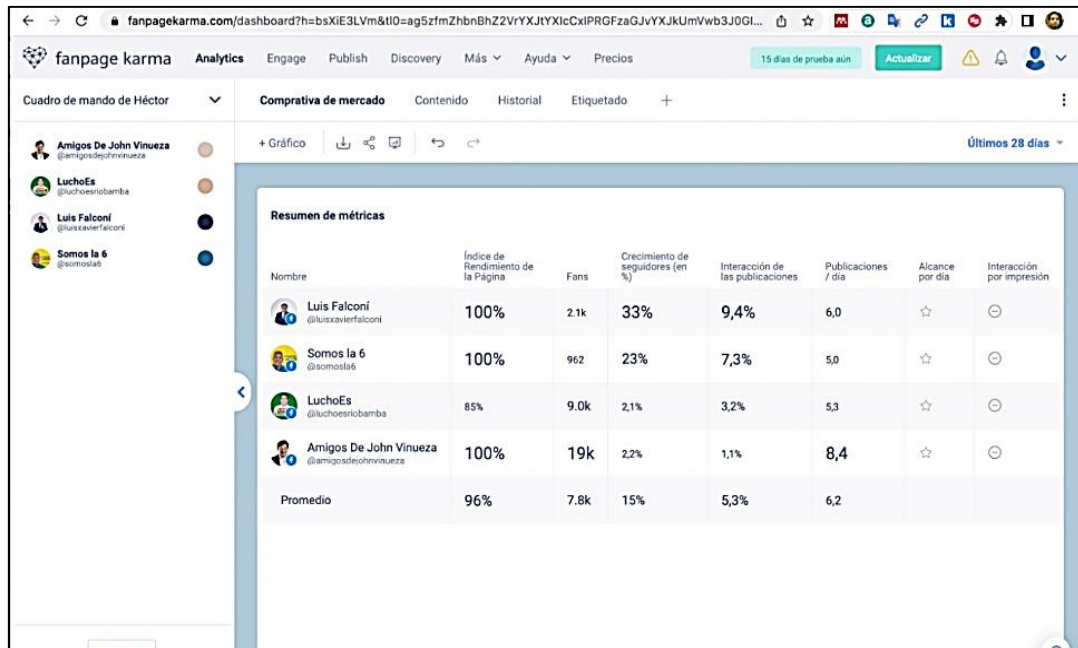 fanpagekarma.com/dashboard?h=bsXiE3LVm&tl0=ag5zfmZhbnBhZ2VrYXJtYXIcCxIPRGFzaGJvYXJkUmVwb3J0Gl...
fanpage karma Analytics Engage Publish Discovery Más Ayuda Precios 15 días de prueba aún Actualizar
Cuadro de mando de Héctor Comprativa de mercado Contenido Historial Etiquetado +
+ Gráfico Últimos 28 días
Amigos De John Vinueza
@amigosdejohnvinueza
LuchoEs
@luchoesriobamba
Luis Falconí
@luisxavierfalconi
Somos la 6
@somosla6
Resumen de métricas
Nombre
Índice de
Rendimiento de
la Página
Fans
Crecimiento de
seguidores (en
%)
Interacción de
las publicaciones
Publicaciones
/ día
Alcance
por día
Interacción
por impresión
Luis Falconí
@luisxavierfalconi
100% 2.1k 33% 9,4% 6,0
Somos la 6
@somosla6
100% 962 23% 7,3% 5,0
LuchoEs
@luchoesriobamba
85% 9.0k 2,1% 3,2% 5,3
Amigos De John Vinueza
@amigosdejohnvinueza
100% 19k 2,2% 1,1% 8,4
Promedio 96% 7.8k 15% 5,3% 6,2